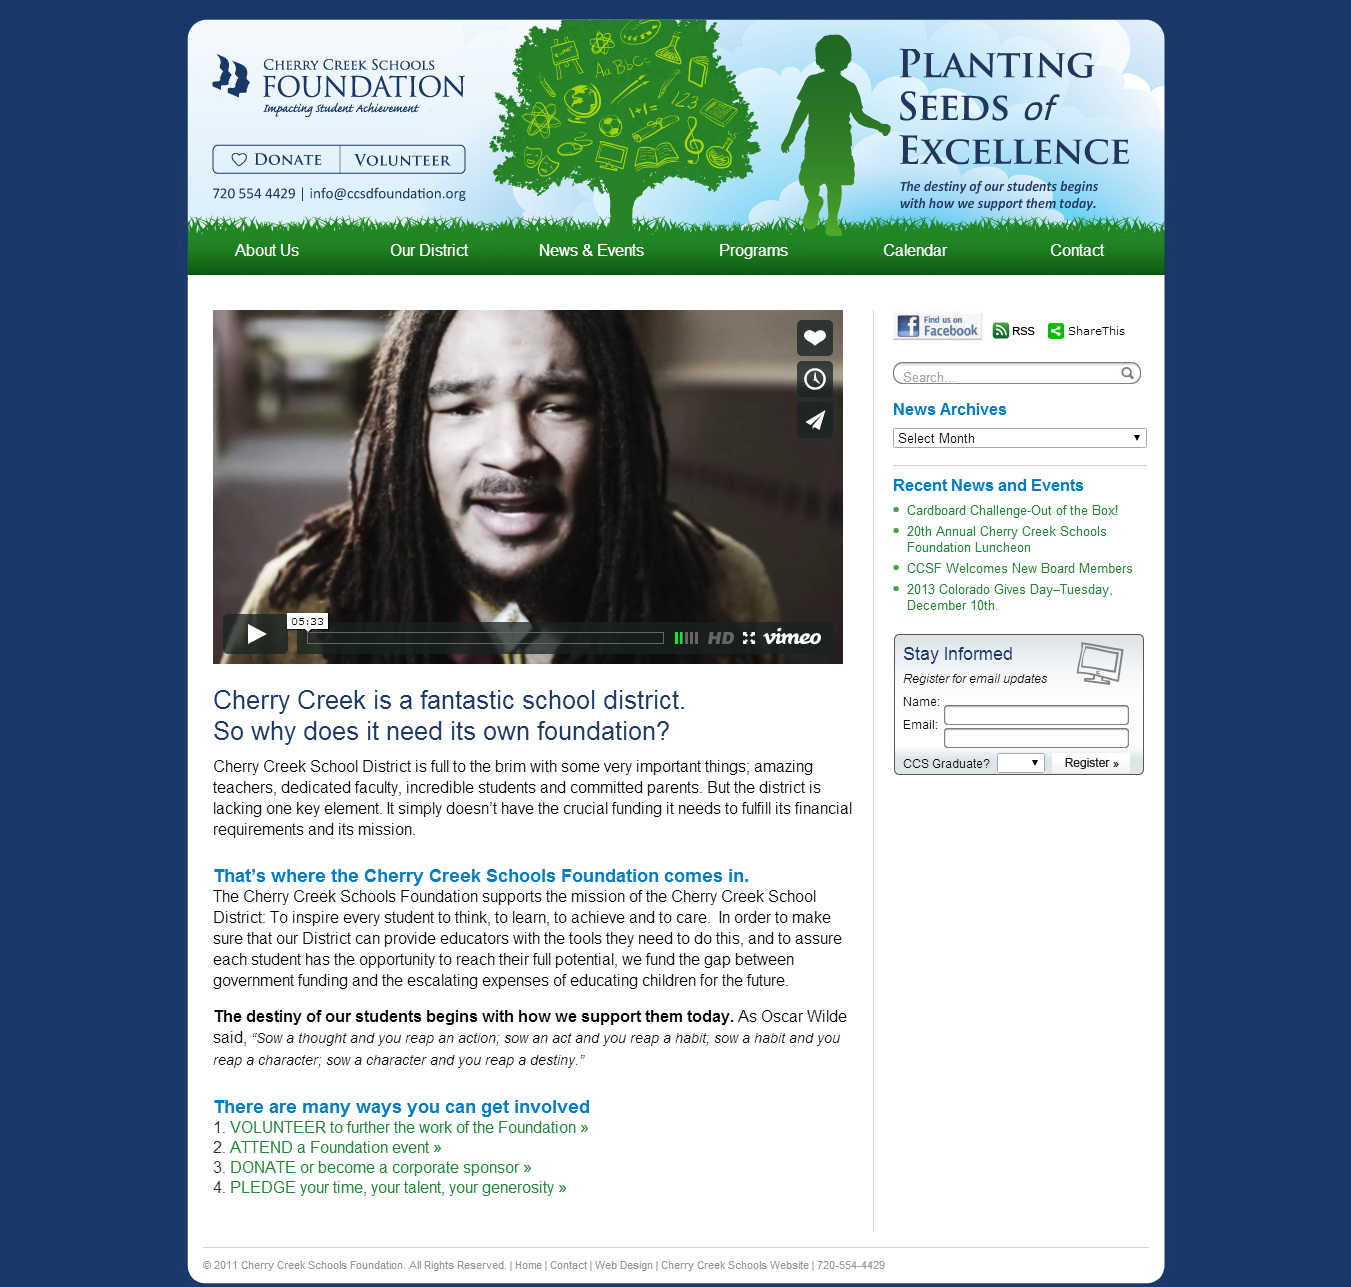 CHERRY CREEK SCHOOLS
FOUNDATION
Impacting Student Achievement
DONATE
VOLUNTEER
720 554 4429 | info@ccsdfoundation.org
Aa BbCc
1+1=
123
PLANTING
SEEDS of
EXCELLENCE
The destiny of our students begins
with how we support them today.
About Us
Our District
News & Events
Programs
Calendar
Contact
05:33
HD
vimeo
Cherry Creek is a fantastic school district.
So why does it need its own foundation?
Cherry Creek School District is full to the brim with some very important things; amazing
teachers, dedicated faculty, incredible students and committed parents. But the district is
lacking one key element. It simply doesn’t have the crucial funding it needs to fulfill its financial
requirements and its mission.
That’s where the Cherry Creek Schools Foundation comes in.
The Cherry Creek Schools Foundation supports the mission of the Cherry Creek School
District: To inspire every student to think, to learn, to achieve and to care.  In order to make
sure that our District can provide educators with the tools they need to do this, and to assure
each student has the opportunity to reach their full potential, we fund the gap between
government funding and the escalating expenses of educating children for the future.
The destiny of our students begins with how we support them today. As Oscar Wilde
said, “Sow a thought and you reap an action; sow an act and you reap a habit; sow a habit and you
reap a character; sow a character and you reap a destiny.”
There are many ways you can get involved
1. VOLUNTEER to further the work of the Foundation »
2. ATTEND a Foundation event »
3. DONATE or become a corporate sponsor »
4. PLEDGE your time, your talent, your generosity »
Find us on
Facebook
RSS
ShareThis
Search...
News Archives
Select Month
Recent News and Events
Cardboard Challenge-Out of the Box!
20th Annual Cherry Creek Schools
Foundation Luncheon
CCSF Welcomes New Board Members
2013 Colorado Gives Day–Tuesday,
December 10th.
Stay Informed
Register for email updates
Name:
Email:
CCS Graduate?
Register »
© 2011 Cherry Creek Schools Foundation. All Rights Reserved. | Home | Contact | Web Design | Cherry Creek Schools Website | 720-554-4429